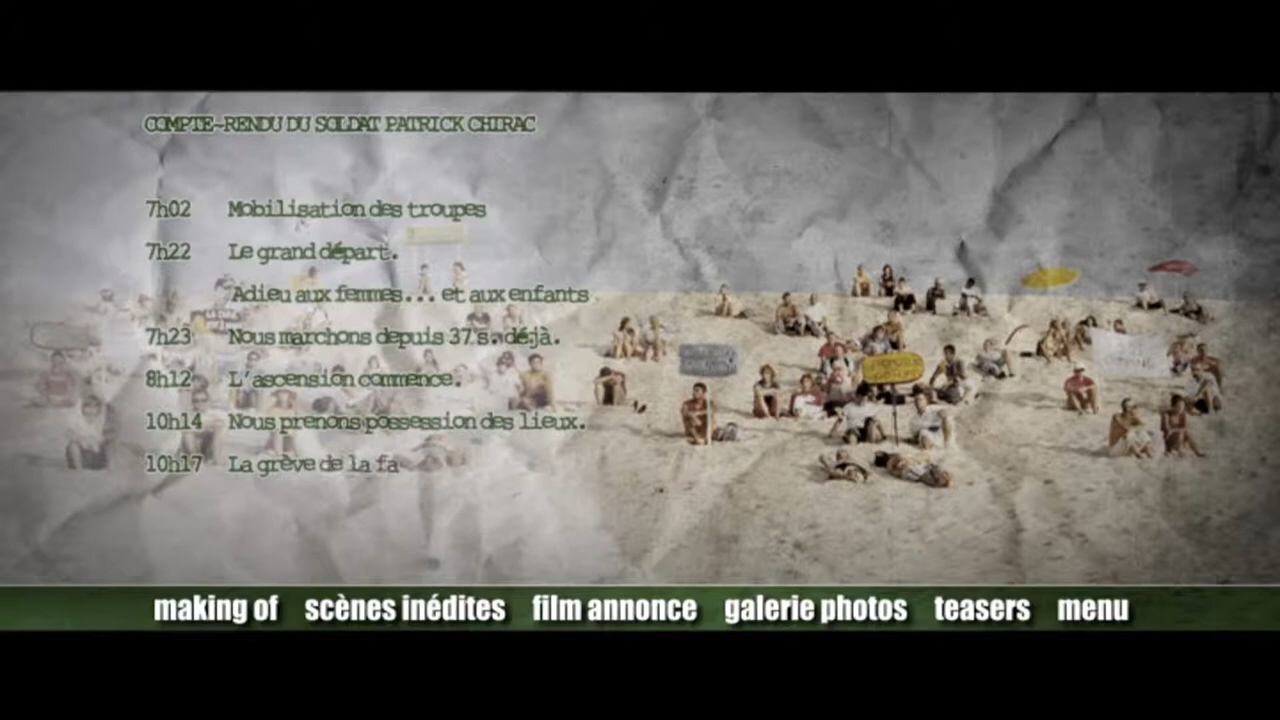 COMPTE-RENDU DU SOLDAT PATRICK CHIRAC
7h02 Mobilisation des troupes
7h22 Le grand départ.
Adieu aux femmes... et aux enfants
7h23 Nous marchons depuis 37 s. déjà.
8h12 L'ascension commence.
10h14 Nous prenons possession des lieux.
10h17 La grève de la fa
making of scènes inédites film annonce galerie photos teasers menu